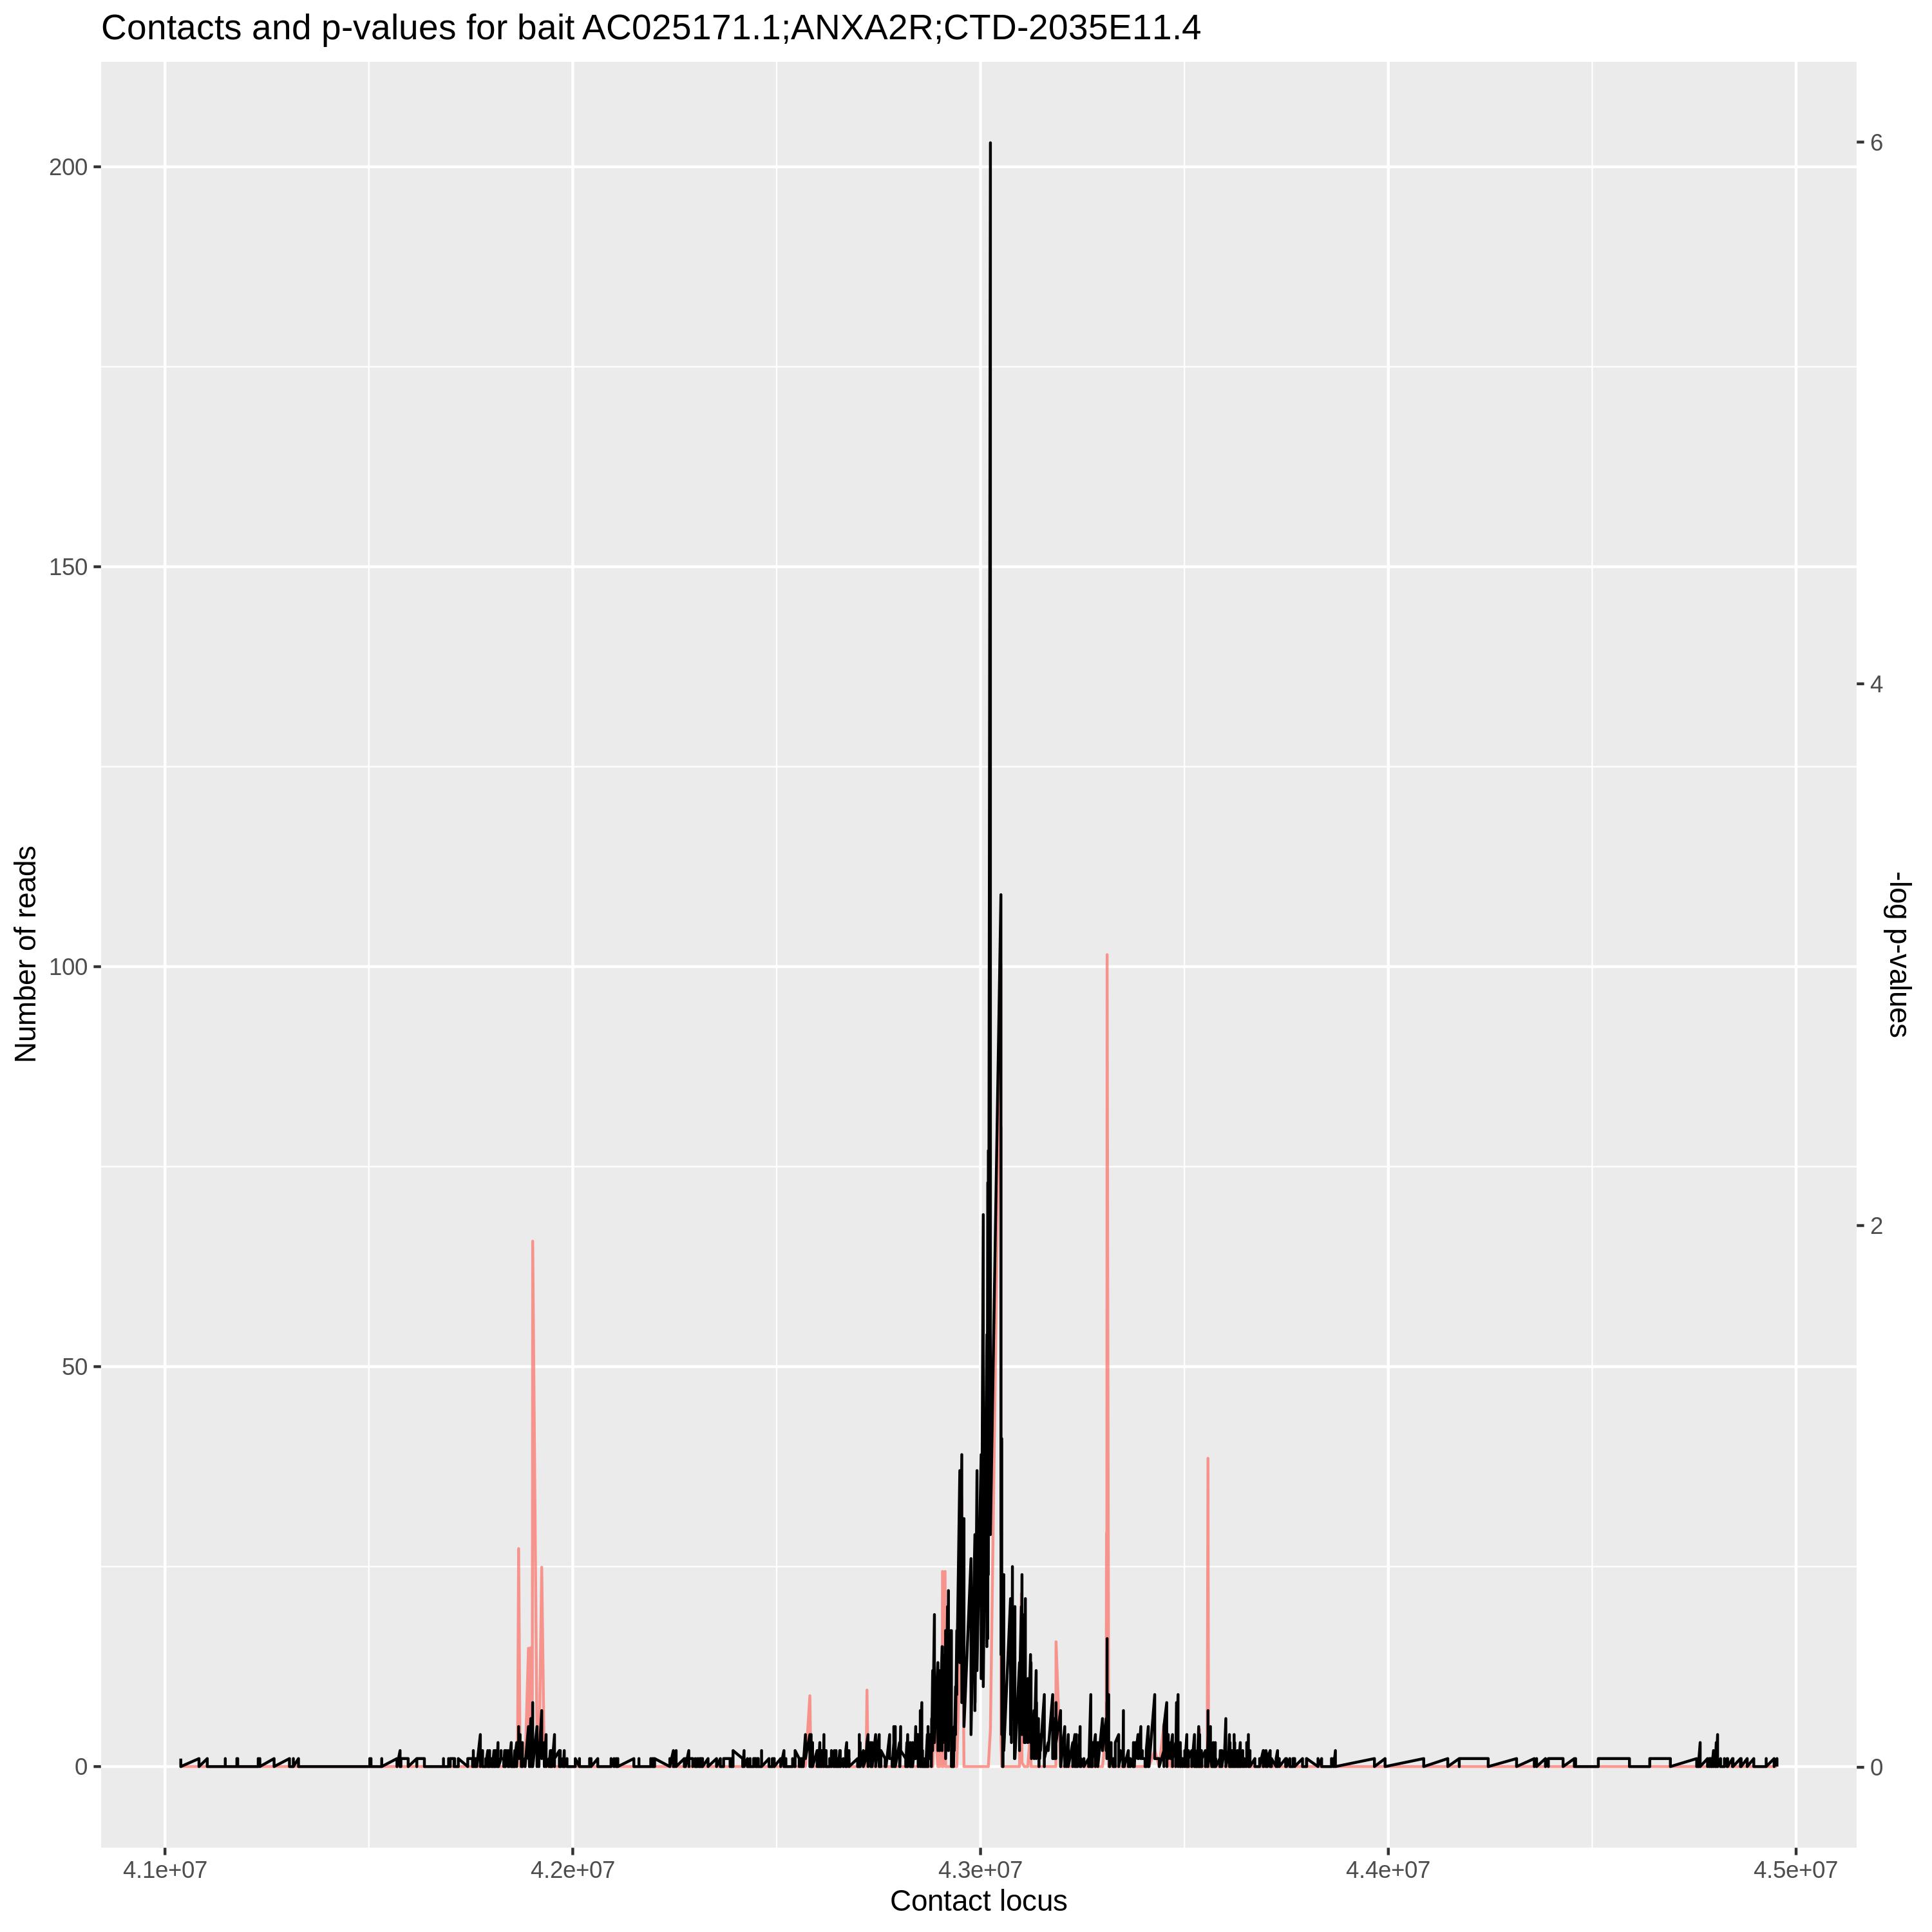 Contacts and p-values for bait AC025171.1;ANXA2R;CTD-2035E11.4
200
150
100
50
0
6
4
2
0
Number of reads
-log p-values
4.1e+07
4.2e+07
4.3e+07
4.4e+07
4.5e+07
Contact locus